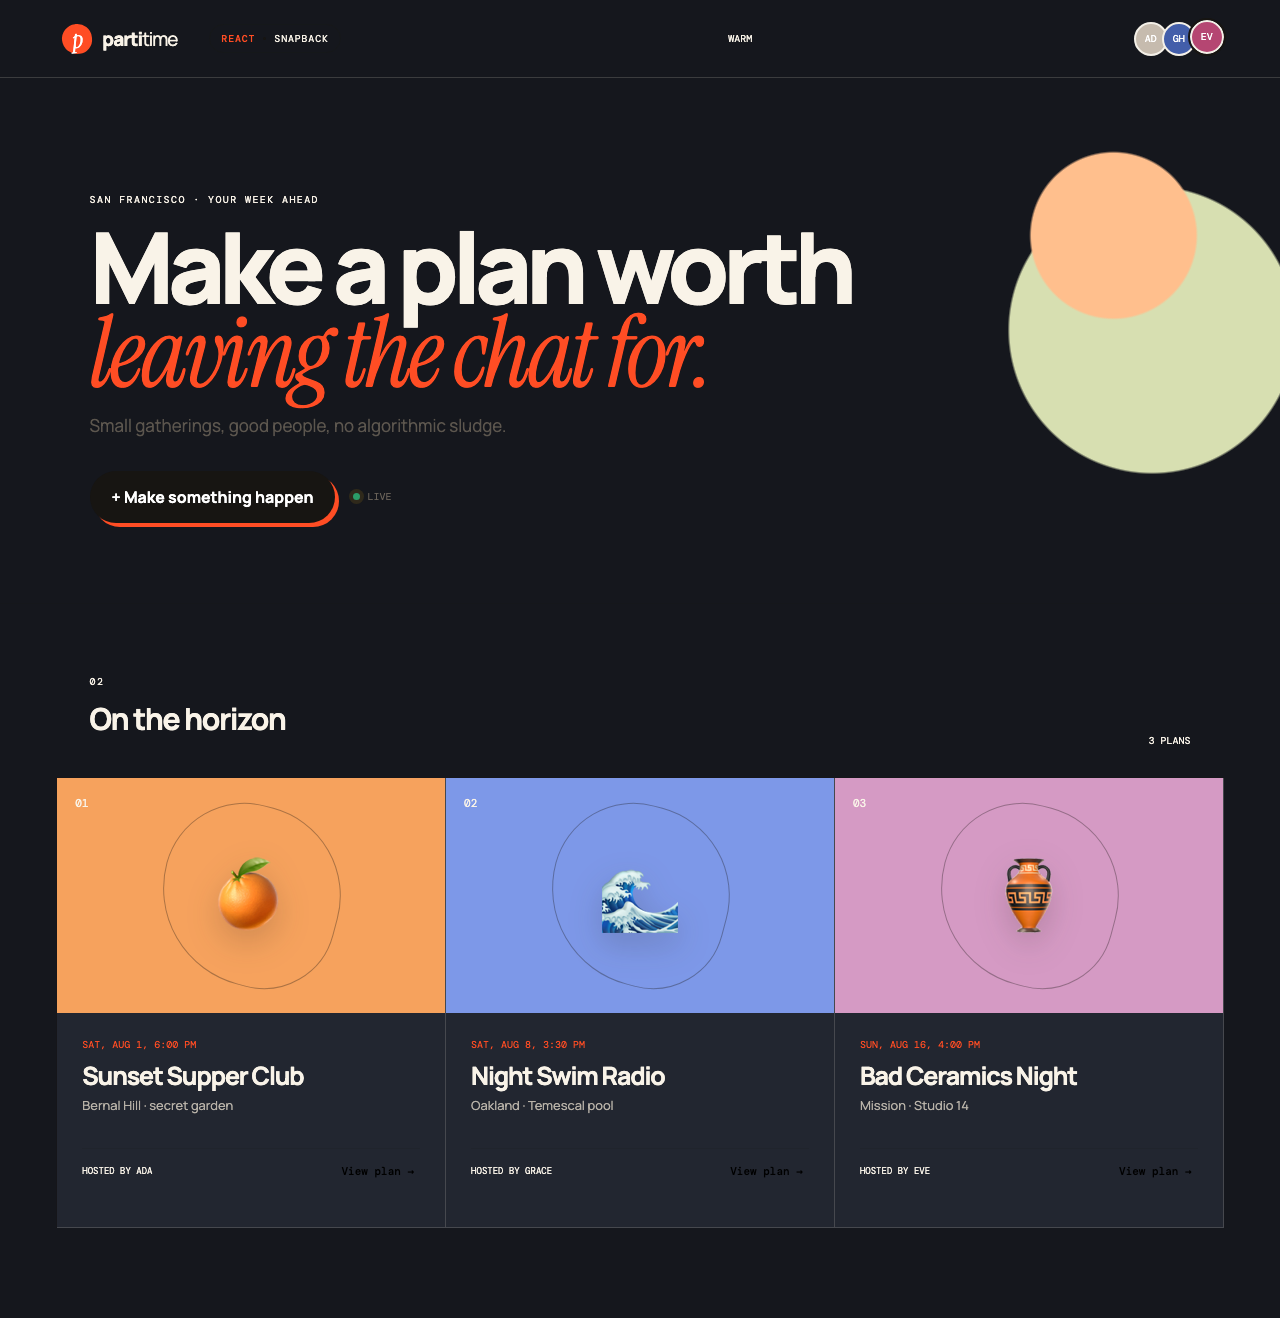 p partitime REACT SNAPBACK WARM AD GH EV
SAN FRANCISCO · YOUR WEEK AHEAD
Make a plan worth
leaving the chat for.
Small gatherings, good people, no algorithmic sludge.
+ Make something happen LIVE
02
On the horizon
3 PLANS
01
SAT, AUG 1, 6:00 PM
Sunset Supper Club
Bernal Hill · secret garden
HOSTED BY ADA View plan →
02
SAT, AUG 8, 3:30 PM
Night Swim Radio
Oakland · Temescal pool
HOSTED BY GRACE View plan →
03
SUN, AUG 16, 4:00 PM
Bad Ceramics Night
Mission · Studio 14
HOSTED BY EVE View plan →